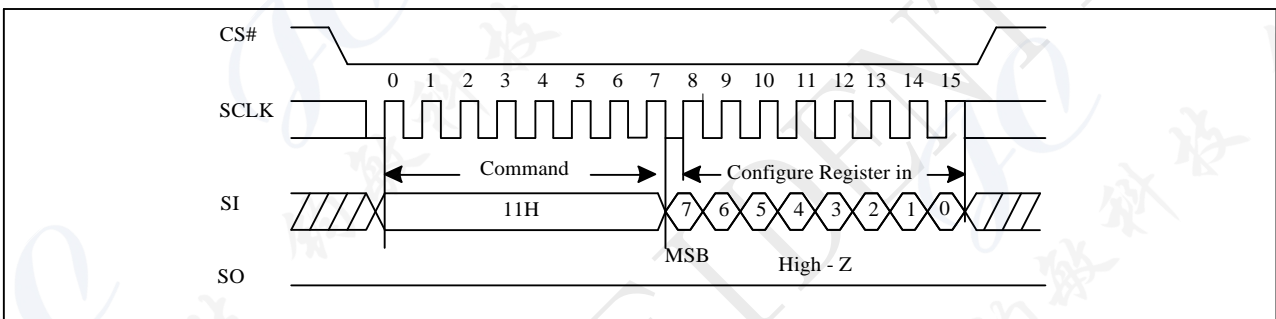 CS#
0 1 2 3 4 5 6 7 8 9 10 11 12 13 14 15
SCLK
Command
Configure Register in
SI
11H
7 6 5 4 3 2 1 0
MSB
High - Z
SO